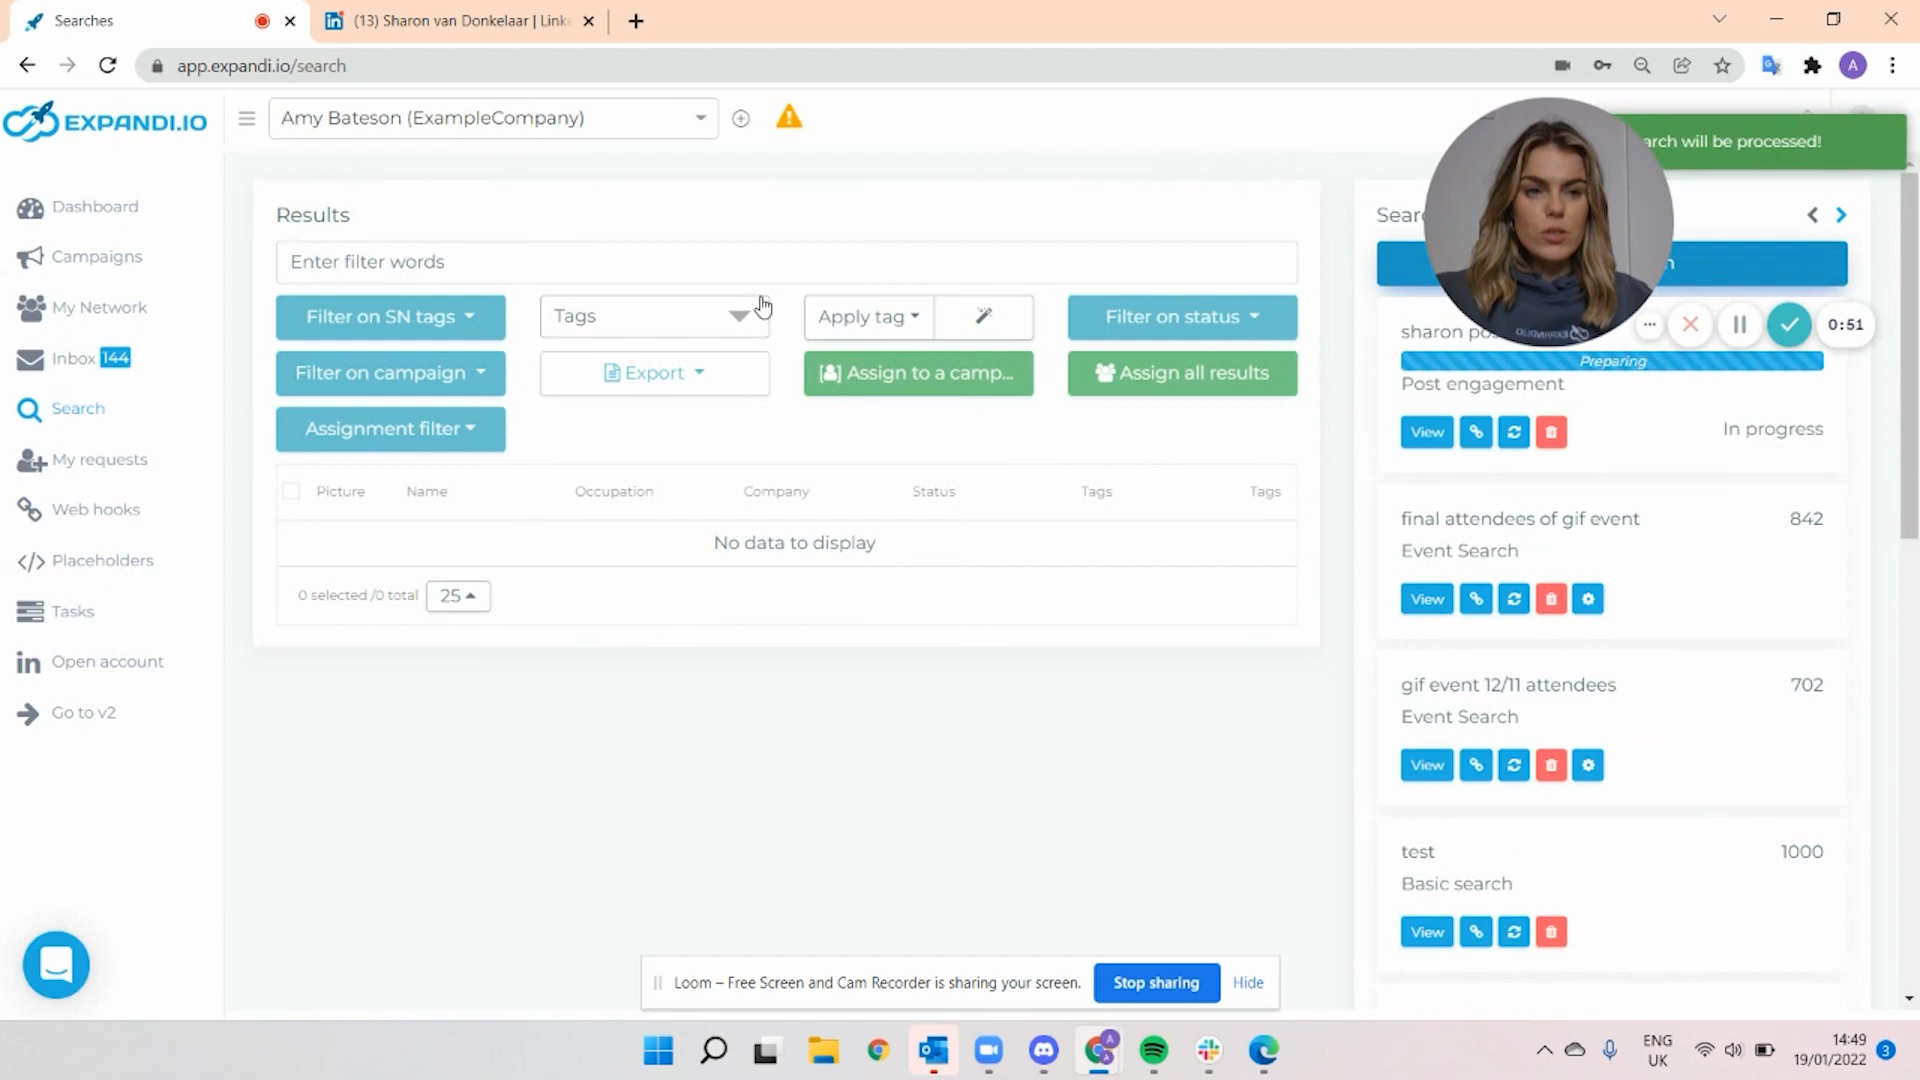 Searches
(13) Sharon van Donkelaar | Link
app.expandi.io/search
A
EXPANDI.IO
Amy Bateson (ExampleCompany)
arch will be processed!
Dashboard
Campaigns
My Network
Inbox 144
Search
My requests
Web hooks
Placeholders
Tasks
Open account
Go to v2
Results
Enter filter words
Filter on SN tags
Tags
Apply tag
Filter on status
Filter on campaign
Export
Assign to a camp...
Assign all results
Assignment filter
Picture Name Occupation Company Status Tags Tags
No data to display
0 selected /0 total 25
Sear
0:51
sharon po
Preparing
Post engagement
View
In progress
final attendees of gif event 842
Event Search
View
gif event 12/11 attendees 702
Event Search
View
test 1000
Basic search
View
Loom – Free Screen and Cam Recorder is sharing your screen. Stop sharing Hide
ENG
UK
14:49
19/01/2022
3